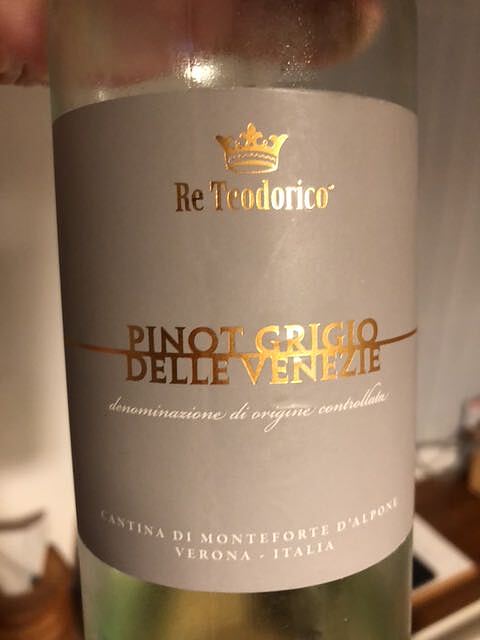 Re Teodorico®
PINOT GRIGIO
DELLE VENEZIE
denominazione di origine controllata
CANTINA DI MONTEFORTE D'ALPONE
VERONA - ITALIA